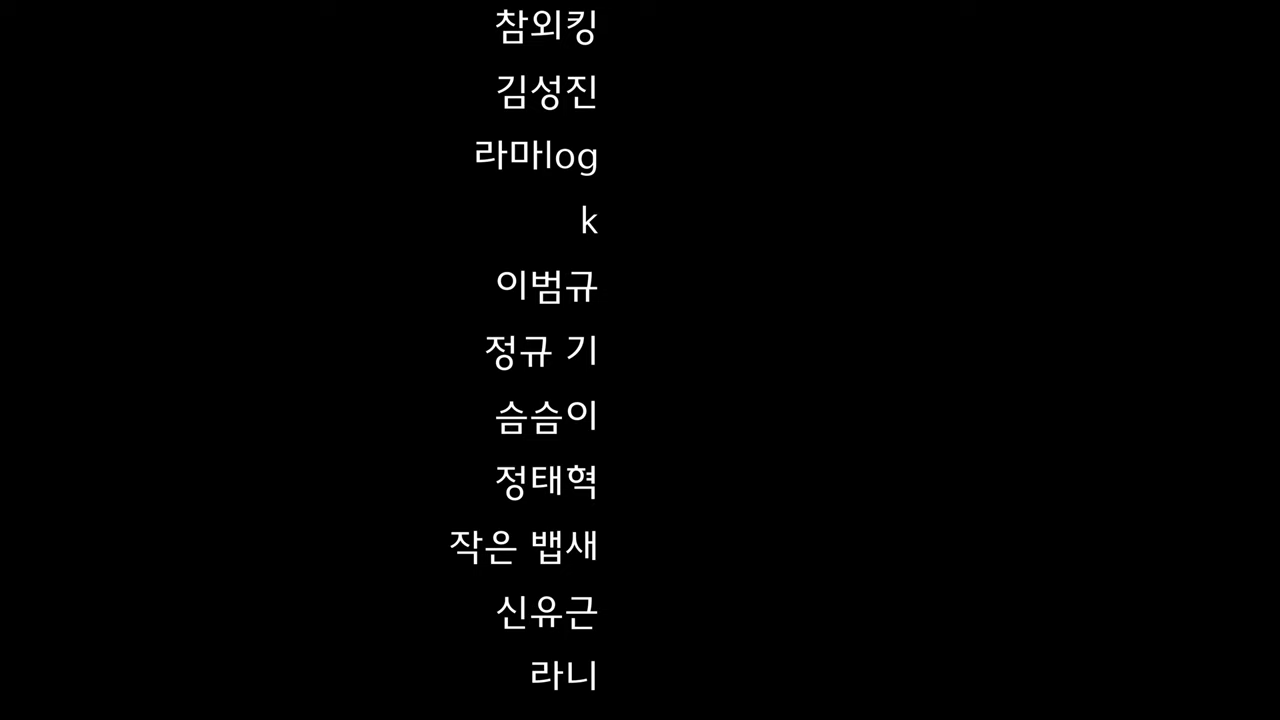 참외킹
김성진
라마log
k
이범규
정규 기
슴슴이
정태혁
작은 뱁새
신유근
라니